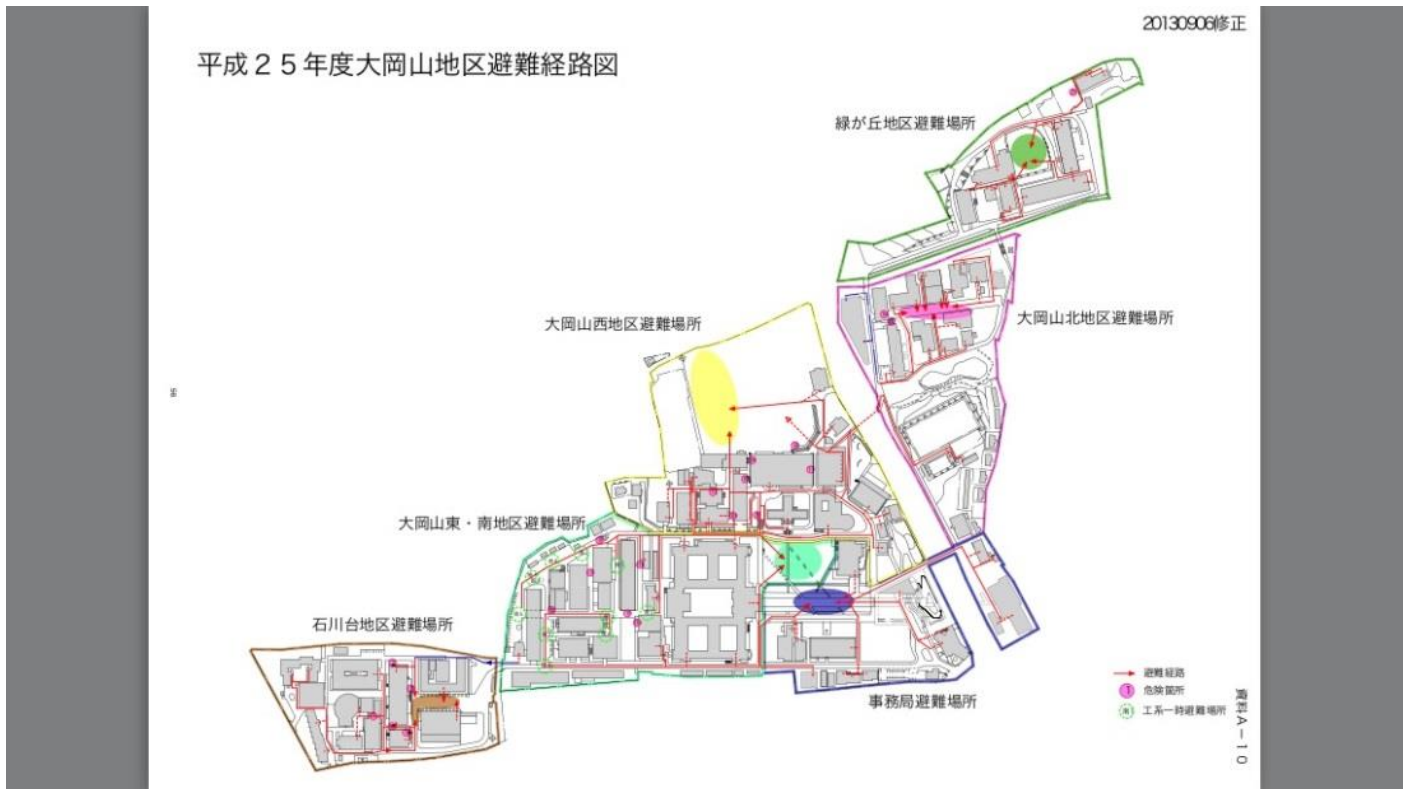 20130906修正
平成２５年度大岡山地区避難経路図
緑が丘地区避難場所
大岡山北地区避難場所
大岡山西地区避難場所
大岡山東・南地区避難場所
石川台地区避難場所
事務局避難場所
避難経路
1 危険箇所
工系一時避難場所
資料Ａ－１０